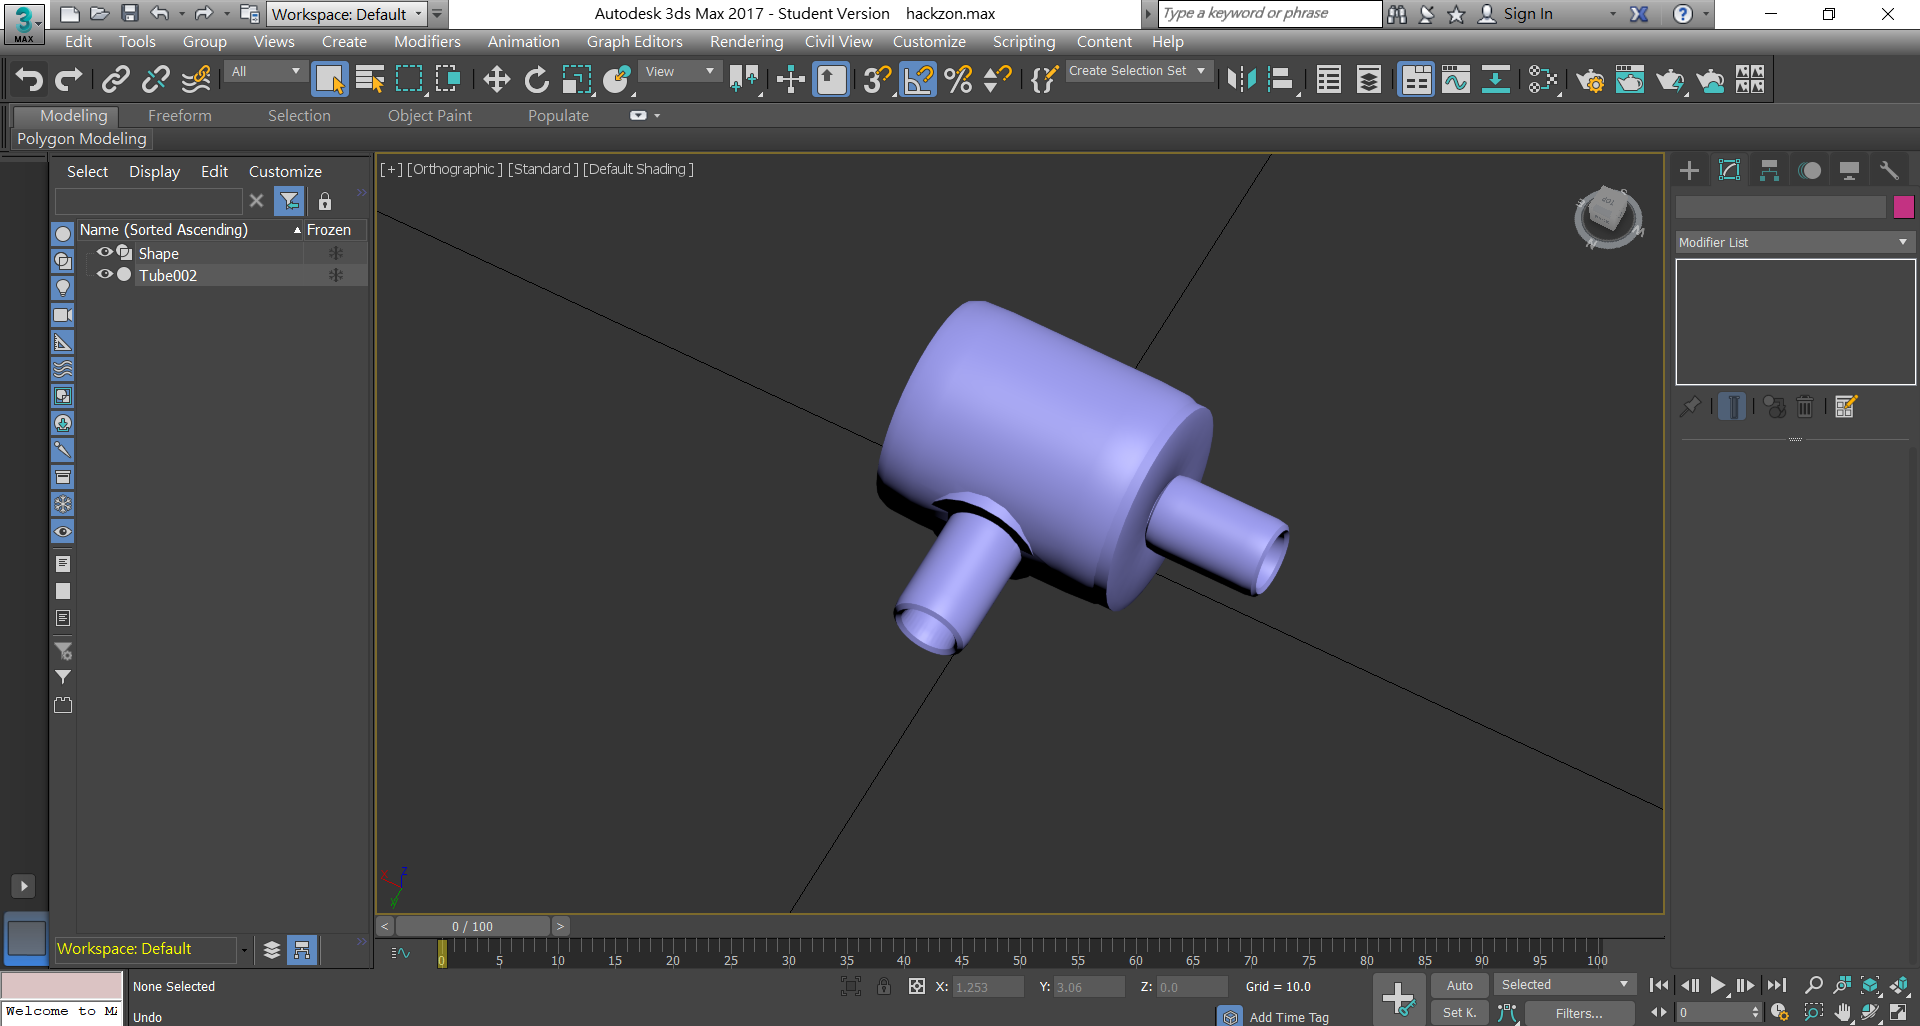 3
MAX
Workspace: Default
Autodesk 3ds Max 2017 - Student Version hackzon.max
Type a keyword or phrase
Sign In
Edit Tools Group Views Create Modifiers Animation Graph Editors Rendering Civil View Customize Scripting Content Help
All
View
3
Create Selection Set
Modeling Freeform Selection Object Paint Populate
Polygon Modeling
Select Display Edit Customize
Name (Sorted Ascending) Frozen
Shape
Tube002
[+] [Orthographic ] [Standard ] [Default Shading ]
TOP
S
E
W
N
Modifier List
Z
Y
< 0 / 100 >
0 5 10 15 20 25 30 35 40 45 50 55 60 65 70 75 80 85 90 95 100
Workspace: Default
None Selected
X: 1.253 Y: 3.06 Z: 0.0 Grid = 10.0
Auto Selected
Welcome to
Undo
Add Time Tag
Set K. Filters...
0